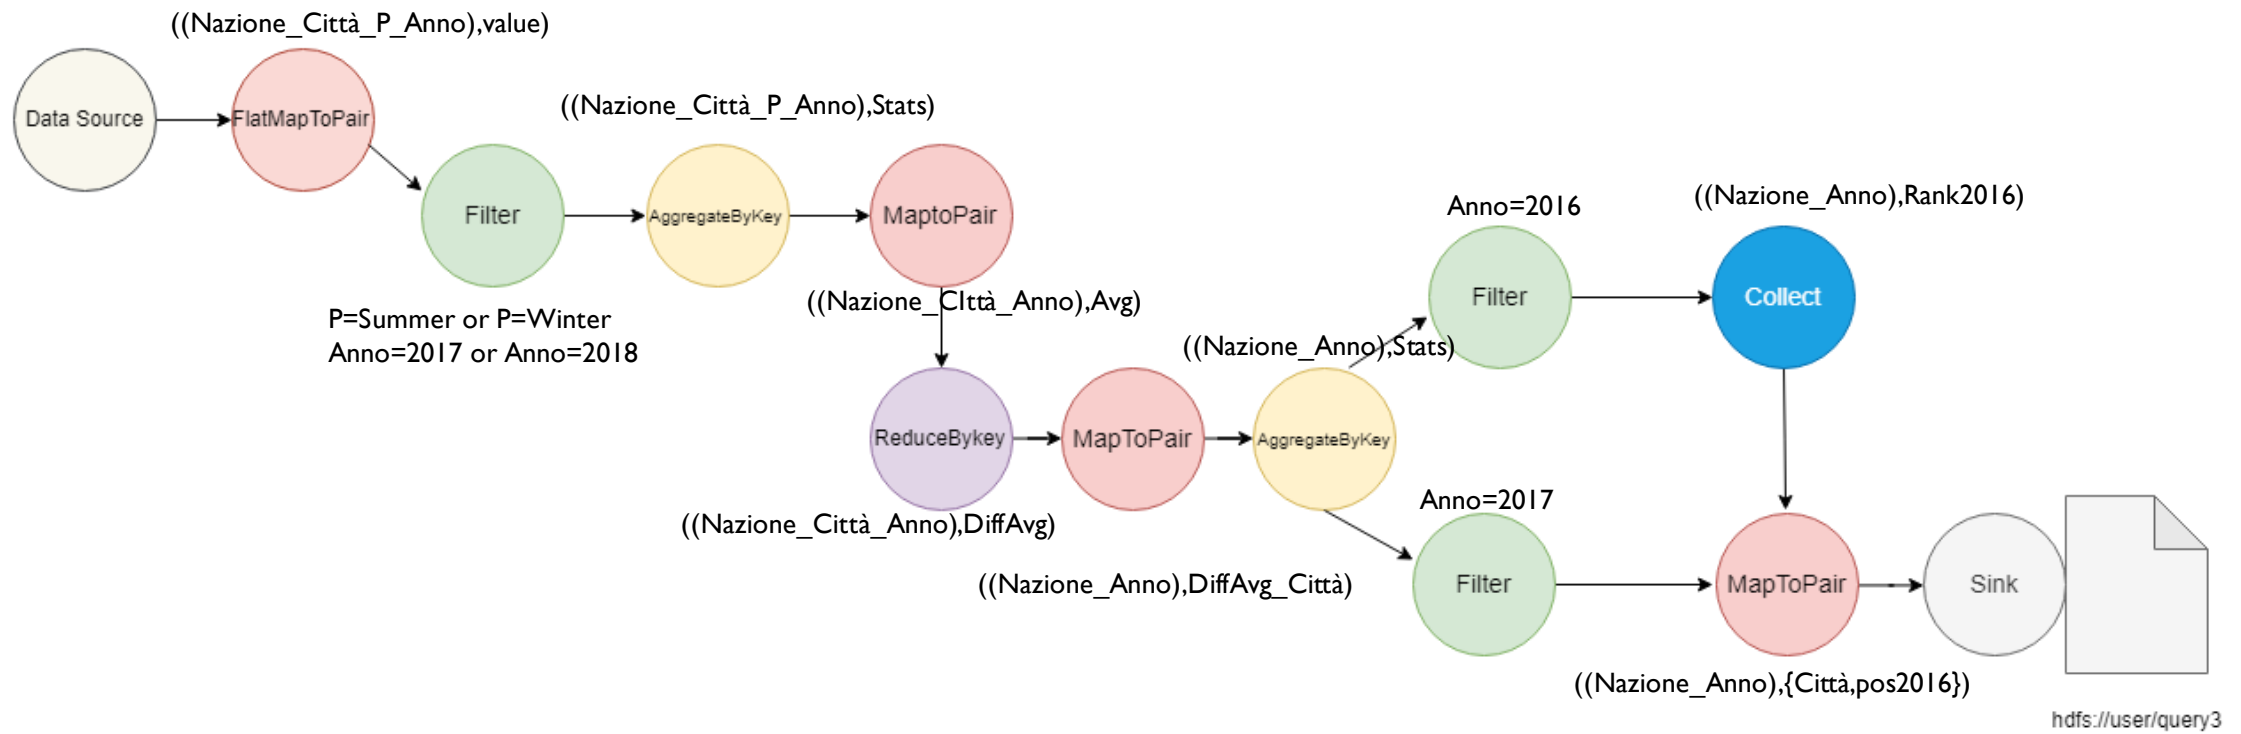 ((Nazione_Città_P_Anno),value)
Data Source
FlatMapToPair
((Nazione_Città_P_Anno),Stats)
Filter
AggregateByKey
MaptoPair
P=Summer or P=Winter
Anno=2017 or Anno=2018
((Nazione_CIttà_Anno),Avg)
ReduceBykey
((Nazione_Città_Anno),DiffAvg)
MapToPair
((Nazione_Anno),DiffAvg_Città)
AggregateByKey
((Nazione_Anno),Stats)
Anno=2016
Filter
((Nazione_Anno),Rank2016)
Collect
Anno=2017
Filter
MapToPair
((Nazione_Anno),{Città,pos2016})
Sink
hdfs://user/query3